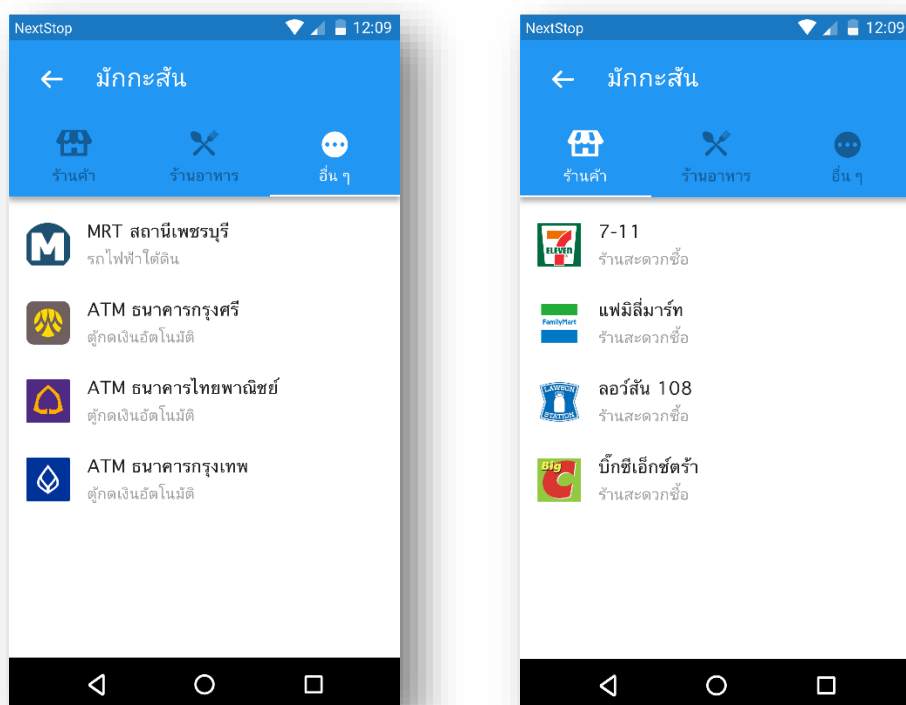 NextStop 12:09
มักกะสัน
ร้านค้า ร้านอาหาร อื่น ๆ
M MRT สถานีเพชรบุรี
รถไฟฟ้าใต้ดิน
ATM ธนาคารกรุงศรี
ตู้กดเงินอัตโนมัติ
ATM ธนาคารไทยพาณิชย์
ตู้กดเงินอัตโนมัติ
ATM ธนาคารกรุงเทพ
ตู้กดเงินอัตโนมัติ
NextStop 12:09
มักกะสัน
ร้านค้า ร้านอาหาร อื่น ๆ
7-11
ELEVEN
ร้านสะดวกซื้อ
แฟมิลี่มาร์ท
FamilyMart
ร้านสะดวกซื้อ
LAWSON
ลอว์สัน 108
STATION
ร้านสะดวกซื้อ
Big C
บิ๊กซีเอ็กซ์ตร้า
ร้านสะดวกซื้อ